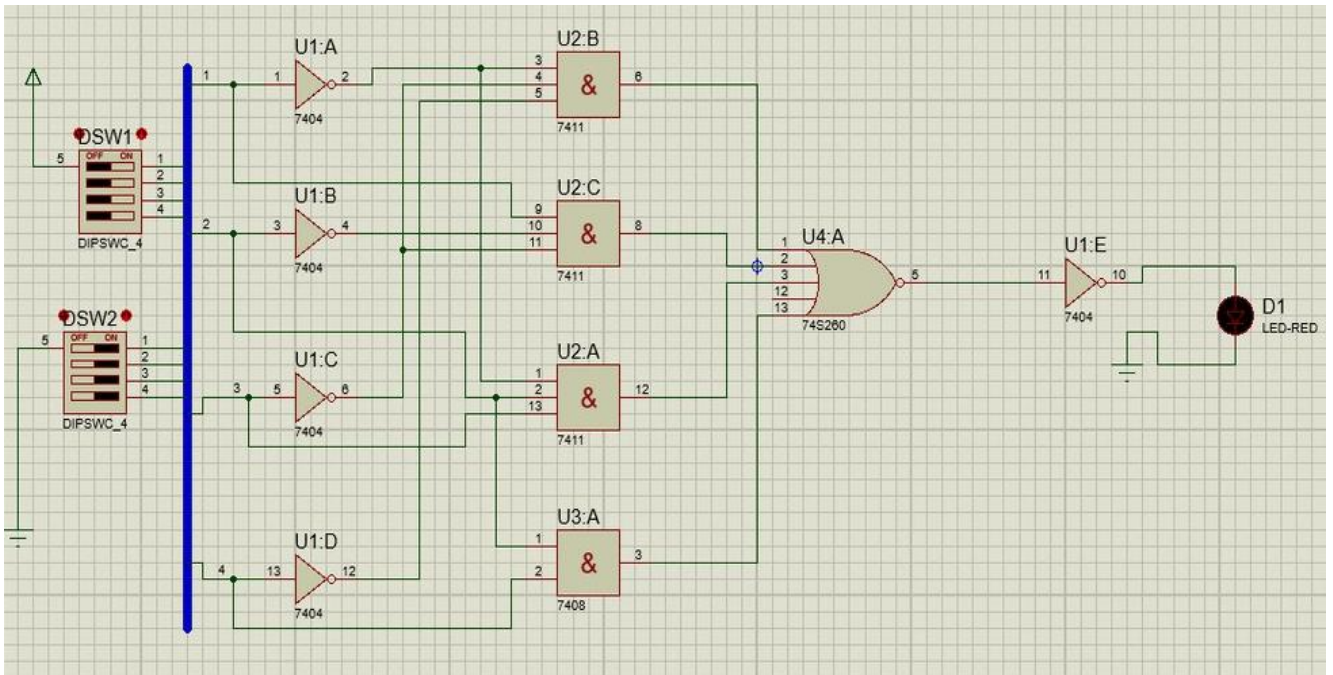 DSW1
OFF ON
5
1
2
3
4
DIPSWC_4
DSW2
OFF ON
5
1
2
3
4
DIPSWC_4
1
2
3
4
U1:A
1 2
7404
U1:B
3 4
7404
U1:C
5 6
7404
U1:D
13 12
7404
U2:B
3
4
5
&
6
7411
U2:C
9
10
11
&
8
7411
U2:A
1
2
13
&
12
7411
U3:A
1
2
&
3
7408
U4:A
1
2
3
12
13
5
74S260
U1:E
11 10
7404
D1
LED-RED